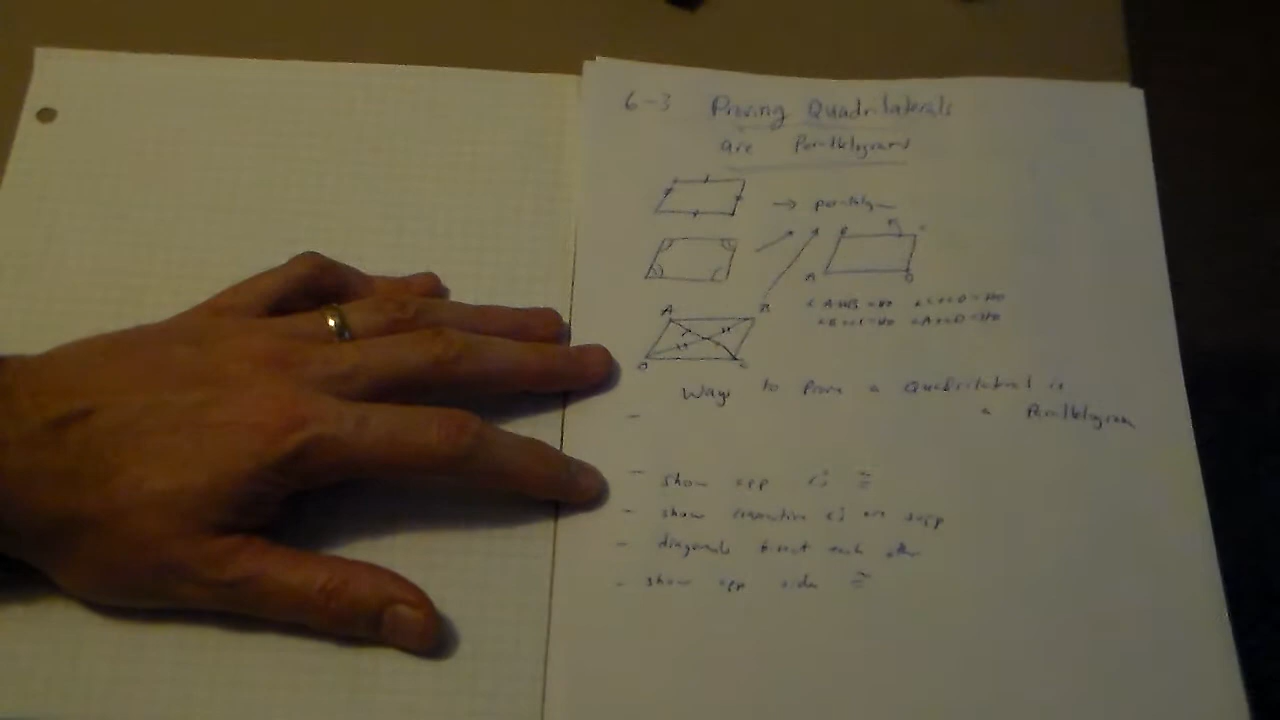 6-3 Proving Quadrilaterals
are Parallelograms
→ parallelgm
A B
D C
Ways to Prove a Quadrilateral is
a Parallelogram
- show opp ∠'s ≅
- show consecutive ∠s are supp
- diagonals bisect each other
- show opp sides ≅